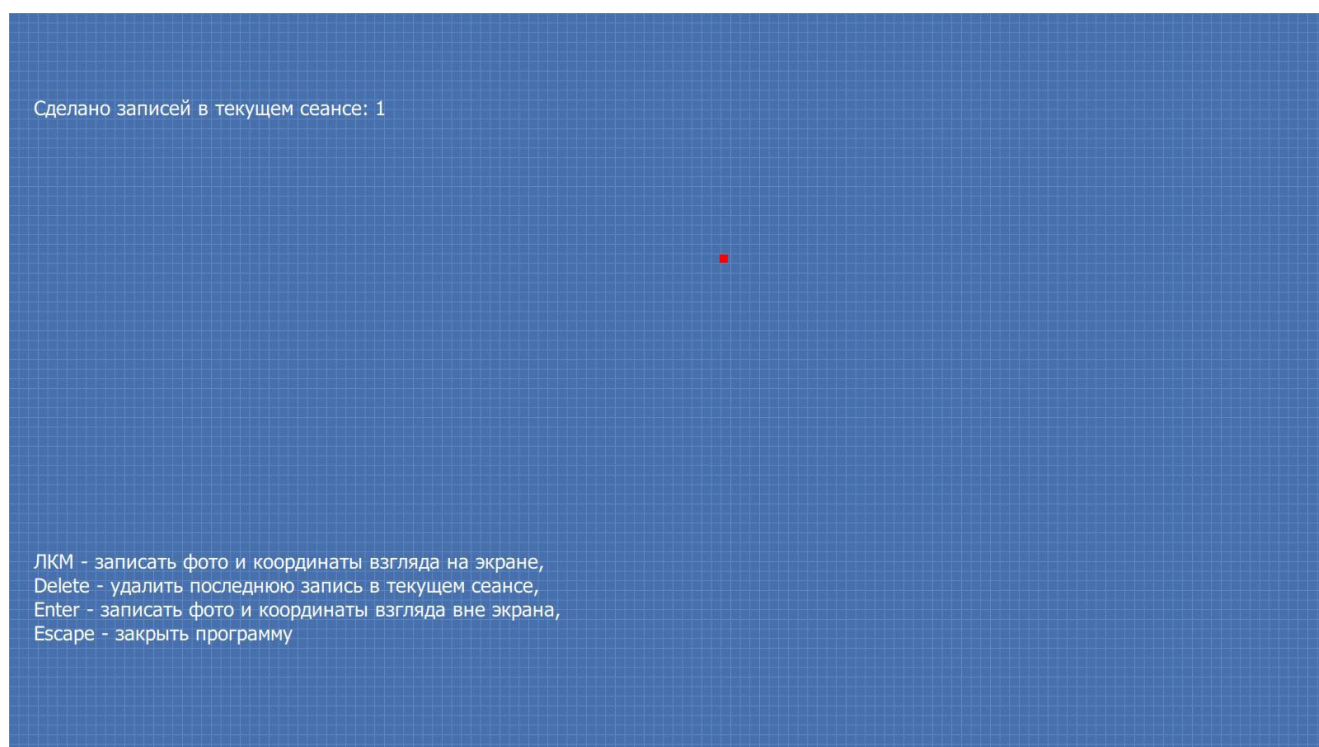 Сделано записей в текущем сеансе: 1
ЛКМ - записать фото и координаты взгляда на экране,
Delete - удалить последнюю запись в текущем сеансе,
Enter - записать фото и координаты взгляда вне экрана,
Escape - закрыть программу